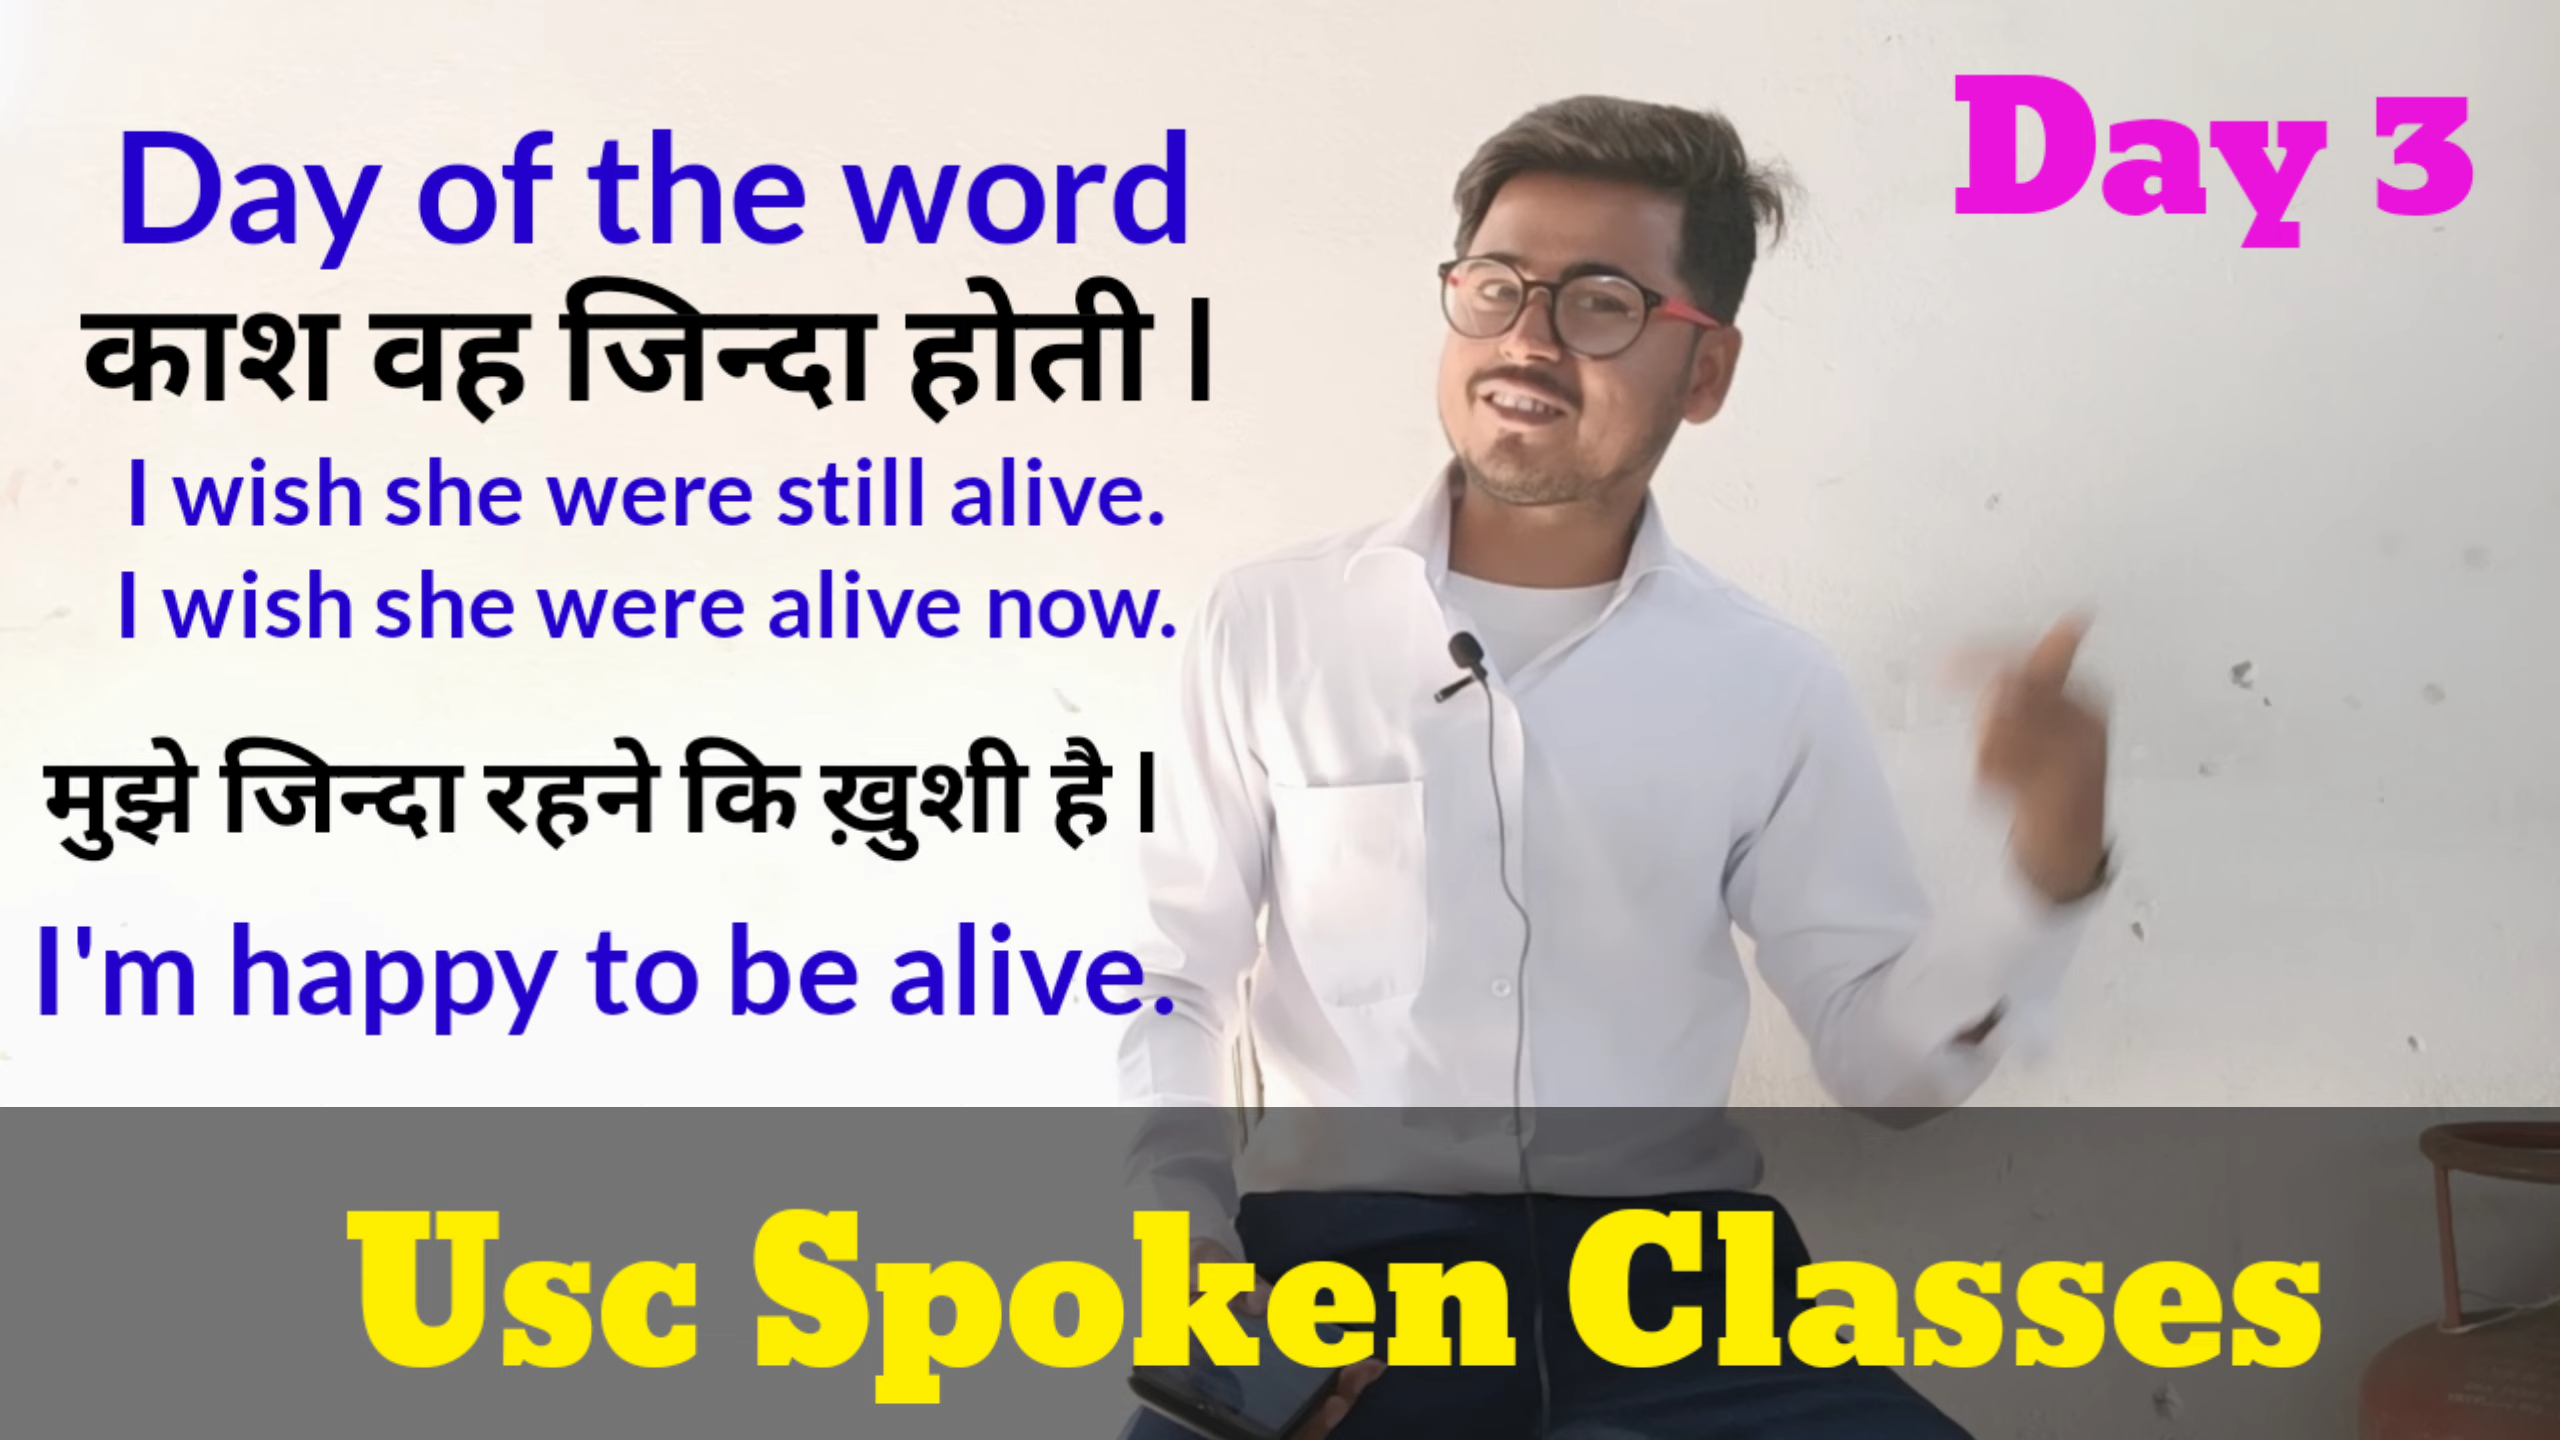 Day 3
Day of the word
काश वह जिन्दा होती ।
I wish she were still alive.
I wish she were alive now.
मुझे जिन्दा रहने कि ख़ुशी है ।
I'm happy to be alive.
Usc Spoken Classes